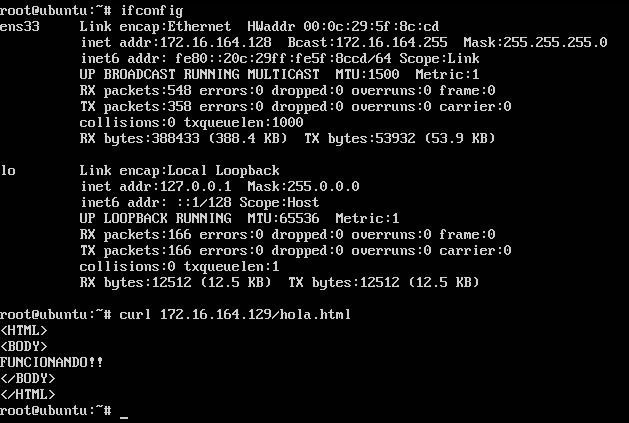 root@ubuntu:~# ifconfig
ens33     Link encap:Ethernet  HWaddr 00:0c:29:5f:8c:cd
          inet addr:172.16.164.128  Bcast:172.16.164.255  Mask:255.255.255.0
          inet6 addr: fe80::20c:29ff:fe5f:8ccd/64 Scope:Link
          UP BROADCAST RUNNING MULTICAST  MTU:1500  Metric:1
          RX packets:548 errors:0 dropped:0 overruns:0 frame:0
          TX packets:358 errors:0 dropped:0 overruns:0 carrier:0
          collisions:0 txqueuelen:1000
          RX bytes:388433 (388.4 KB)  TX bytes:53932 (53.9 KB)

lo        Link encap:Local Loopback
          inet addr:127.0.0.1  Mask:255.0.0.0
          inet6 addr: ::1/128 Scope:Host
          UP LOOPBACK RUNNING  MTU:65536  Metric:1
          RX packets:166 errors:0 dropped:0 overruns:0 frame:0
          TX packets:166 errors:0 dropped:0 overruns:0 carrier:0
          collisions:0 txqueuelen:1
          RX bytes:12512 (12.5 KB)  TX bytes:12512 (12.5 KB)

root@ubuntu:~# curl 172.16.164.129/hola.html
<HTML>
<BODY>
FUNCIONANDO!!
</BODY>
</HTML>
root@ubuntu:~# _